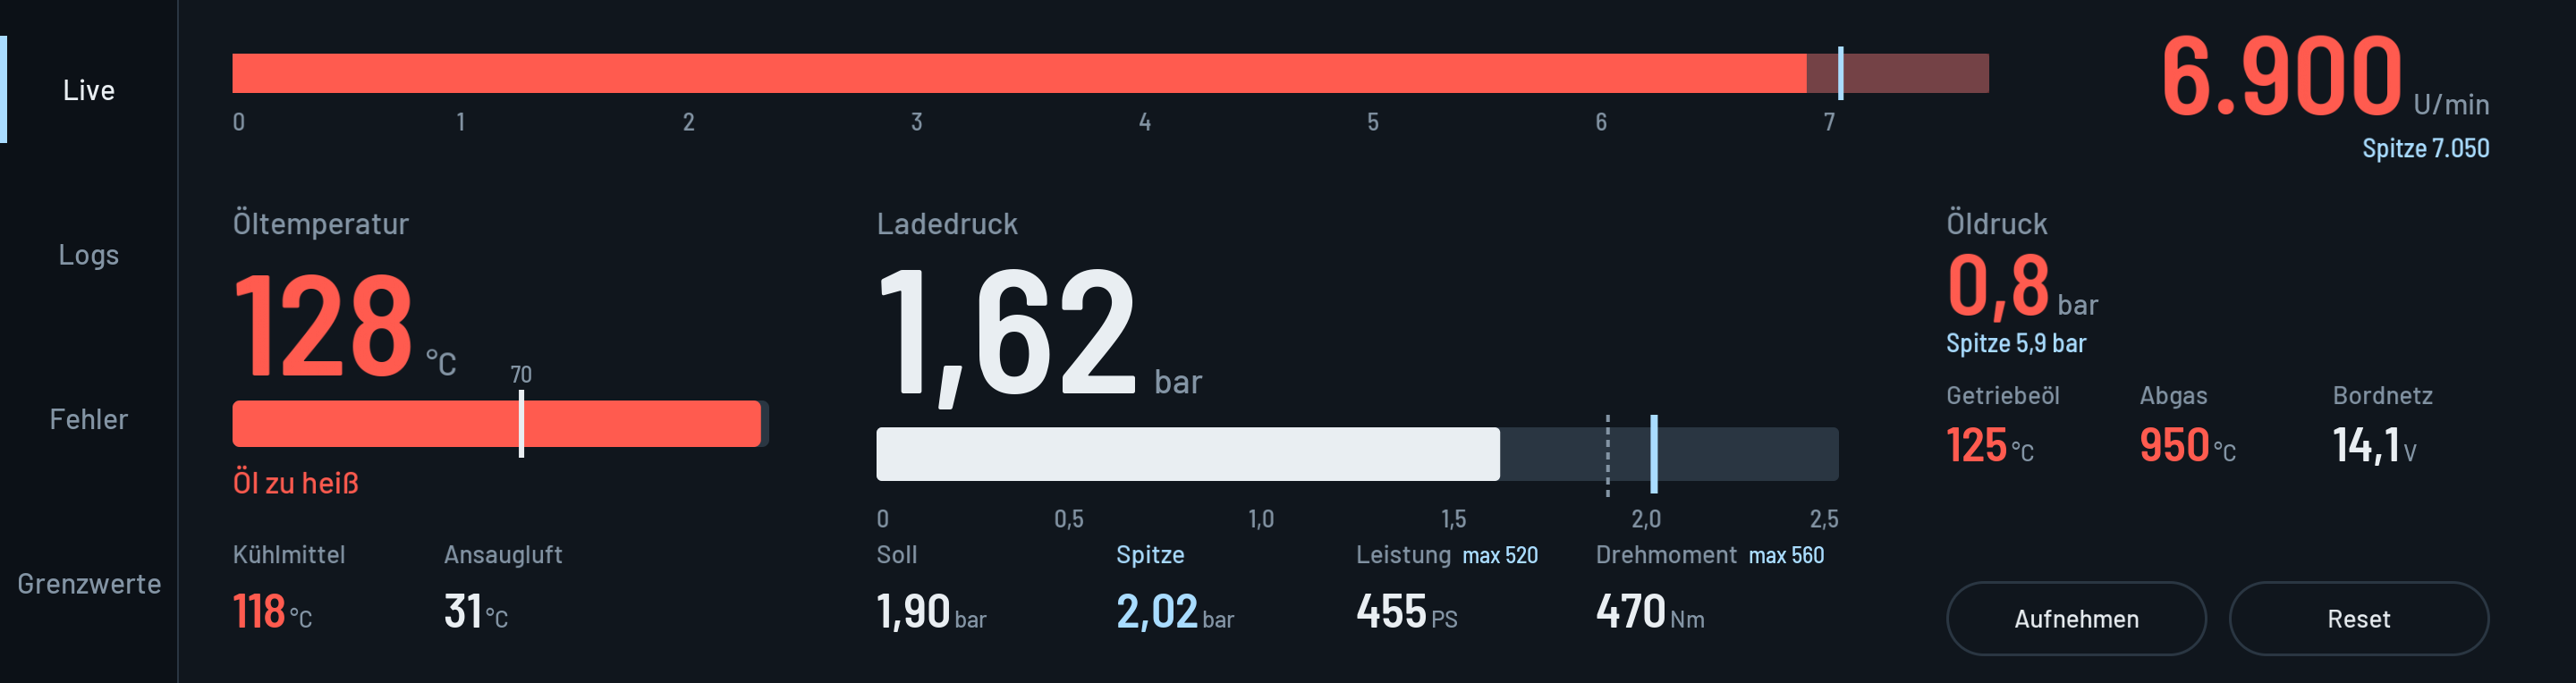 Live
Logs
Fehler
Grenzwerte
0 1 2 3 4 5 6 7
6.900 U/min
Spitze 7.050
Öltemperatur
128 °C
70
Öl zu heiß
Kühlmittel
118 °C
Ansaugluft
31 °C
Ladedruck
1,62 bar
0 0,5 1,0 1,5 2,0 2,5
Soll
1,90 bar
Spitze
2,02 bar
Leistung max 520
455 PS
Drehmoment max 560
470 Nm
Öldruck
0,8 bar
Spitze 5,9 bar
Getriebeöl
125 °C
Abgas
950 °C
Bordnetz
14,1 V
Aufnehmen
Reset